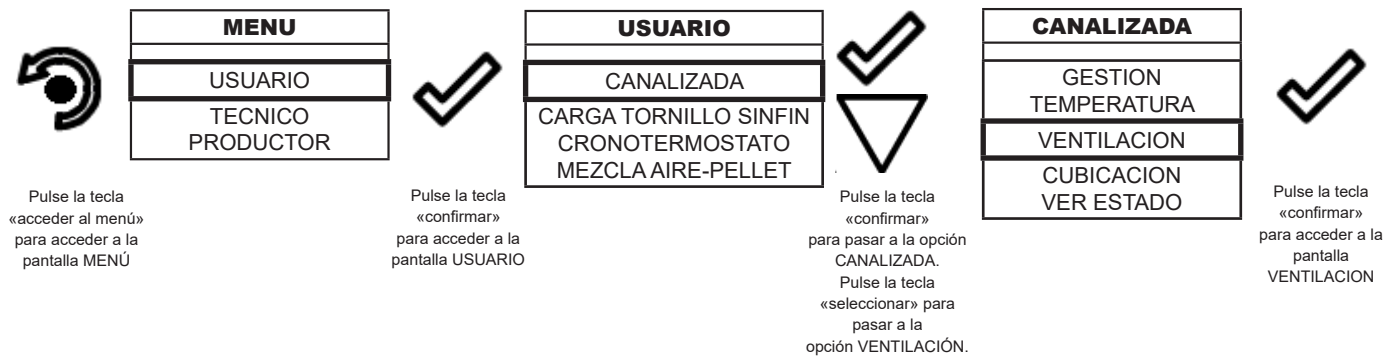 MENU
USUARIO
TECNICO
PRODUCTOR
Pulse la tecla
«acceder al menú»
para acceder a la
pantalla MENÚ
Pulse la tecla
«confirmar»
para acceder a la
pantalla USUARIO
USUARIO
CANALIZADA
CARGA TORNILLO SINFIN
CRONOTERMOSTATO
MEZCLA AIRE-PELLET
Pulse la tecla
«confirmar»
para pasar a la opción
CANALIZADA.
Pulse la tecla
«seleccionar» para
pasar a la
opción VENTILACIÓN.
CANALIZADA
GESTION
TEMPERATURA
VENTILACION
CUBICACION
VER ESTADO
Pulse la tecla
«confirmar»
para acceder a la
pantalla
VENTILACION